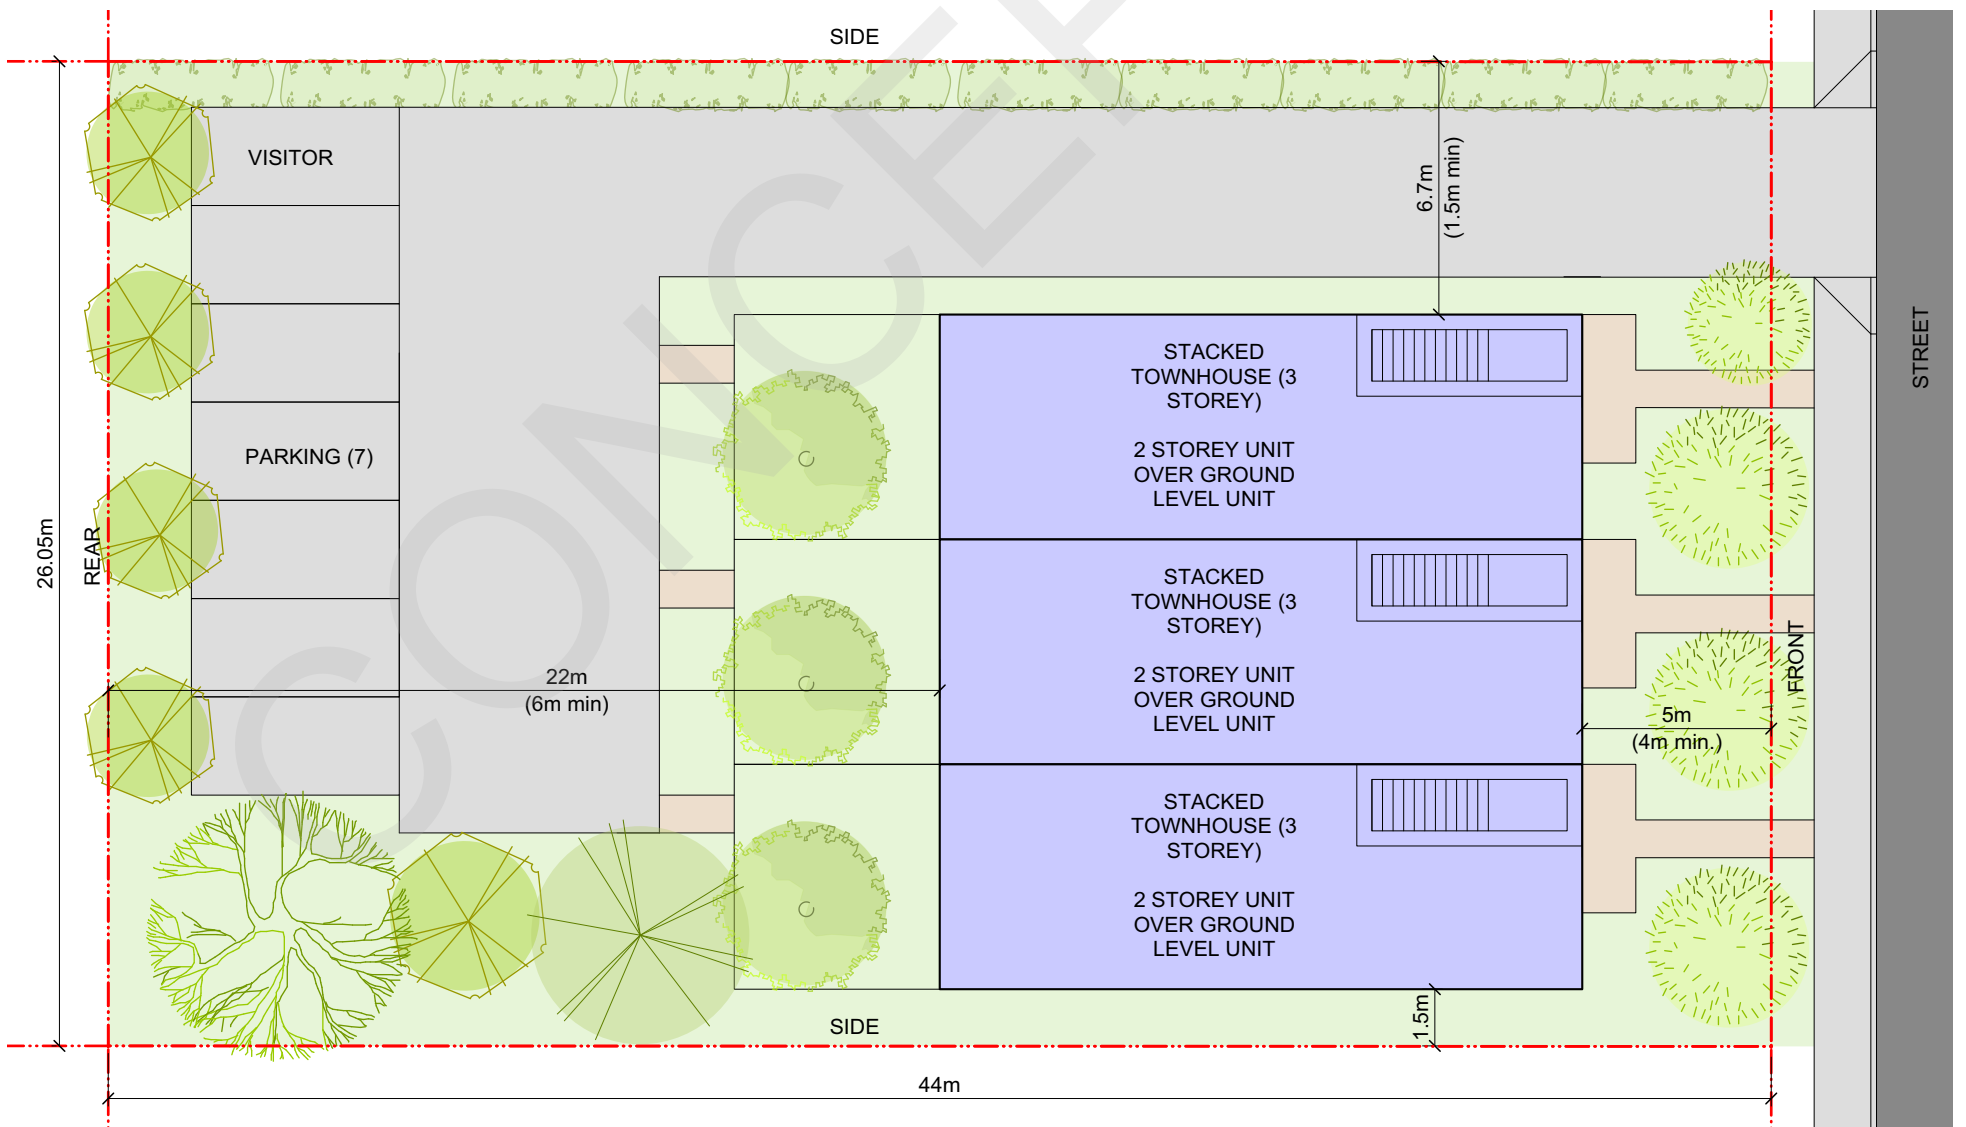 SIDE
VISITOR
6.7m
(1.5m min)
STREET
STACKED
TOWNHOUSE (3
STOREY)
2 STOREY UNIT
OVER GROUND
LEVEL UNIT
PARKING (7)
26.05m
REAR
STACKED
TOWNHOUSE (3
STOREY)
2 STOREY UNIT
OVER GROUND
LEVEL UNIT
22m
(6m min)
FRONT
5m
(4m min.)
STACKED
TOWNHOUSE (3
STOREY)
2 STOREY UNIT
OVER GROUND
LEVEL UNIT
1.5m
SIDE
44m